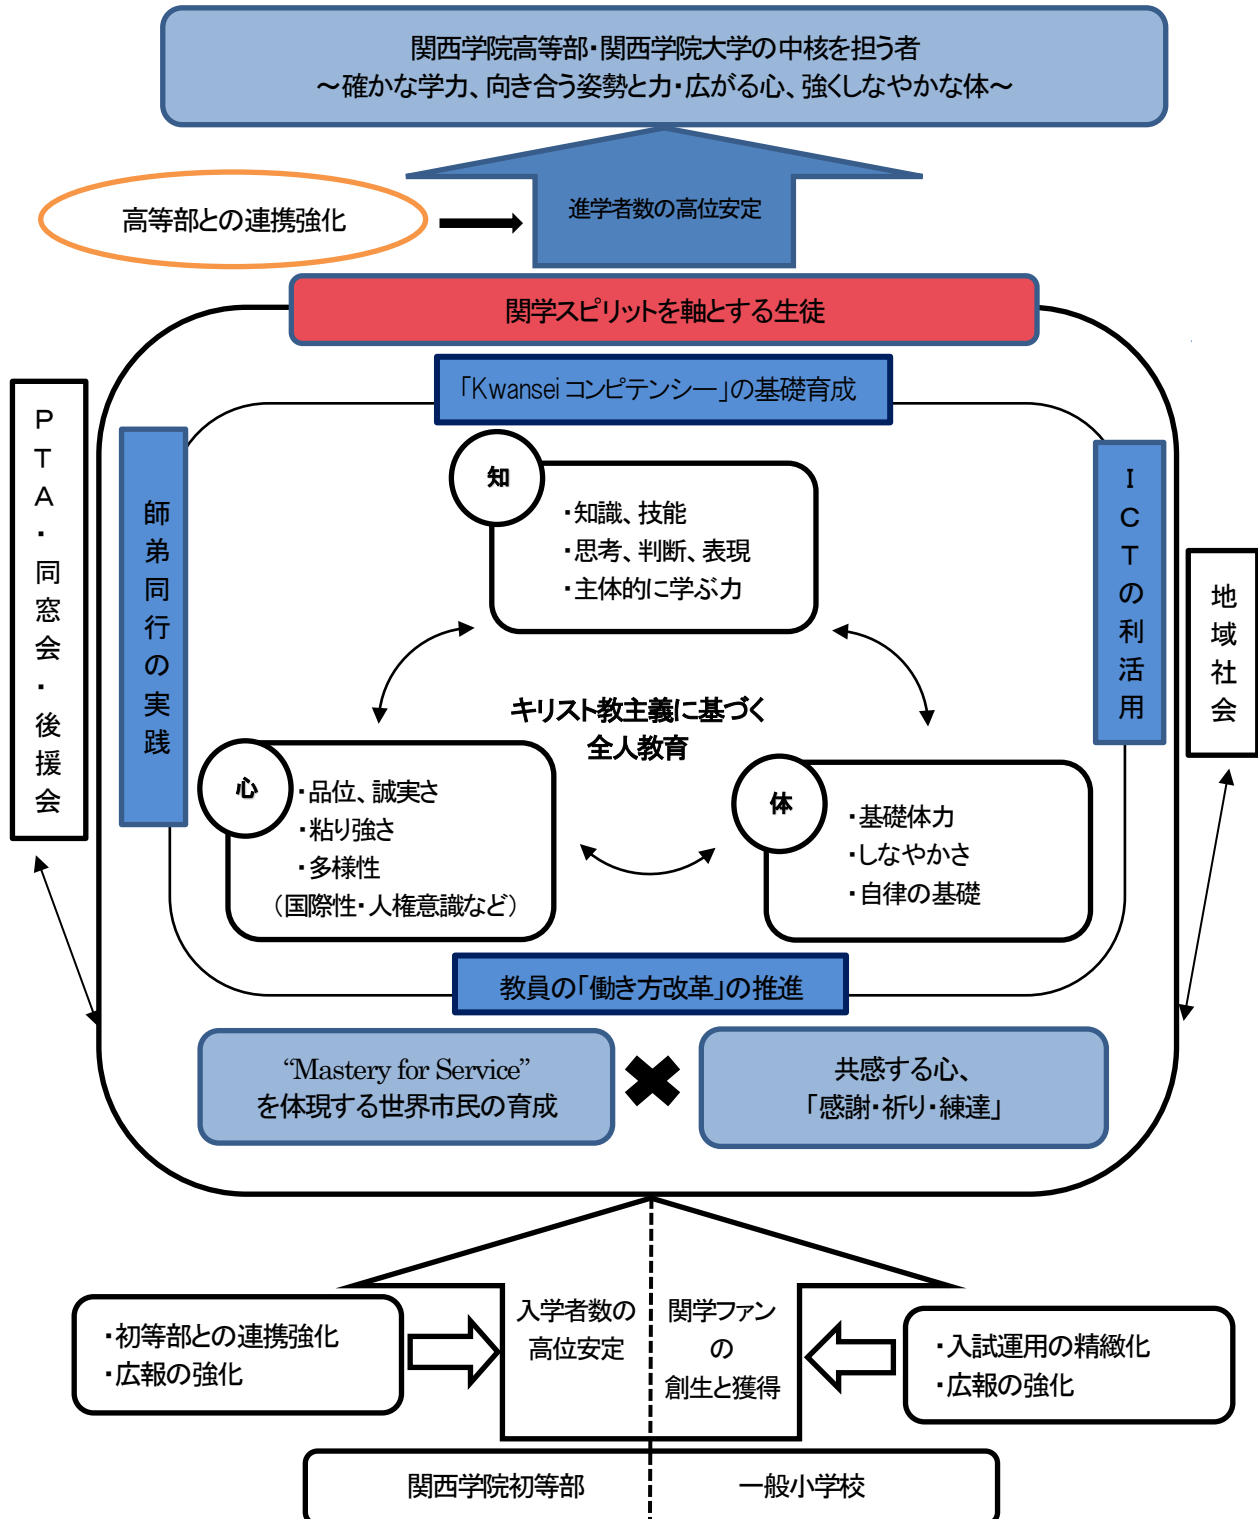 関西学院高等部・関西学院大学の中核を担う者
～確かな学力、向き合う姿勢と力・広がる心、強くしなやかな体～
高等部との連携強化
進学者数の高位安定
関学スピリットを軸とする生徒
「Kwansei コンピテンシー」の基礎育成
PTA・同窓会・後援会
師弟同行の実践
ICTの利活用
地域社会
知
・知識、技能
・思考、判断、表現
・主体的に学ぶ力
キリスト教主義に基づく
全人教育
心
・品位、誠実さ
・粘り強さ
・多様性
（国際性・人権意識など）
体
・基礎体力
・しなやかさ
・自律の基礎
教員の「働き方改革」の推進
“Mastery for Service”
を体現する世界市民の育成
共感する心、
「感謝・祈り・練達」
・初等部との連携強化
・広報の強化
入学者数の
高位安定
関学ファン
の
創生と獲得
・入試運用の精緻化
・広報の強化
関西学院初等部
一般小学校